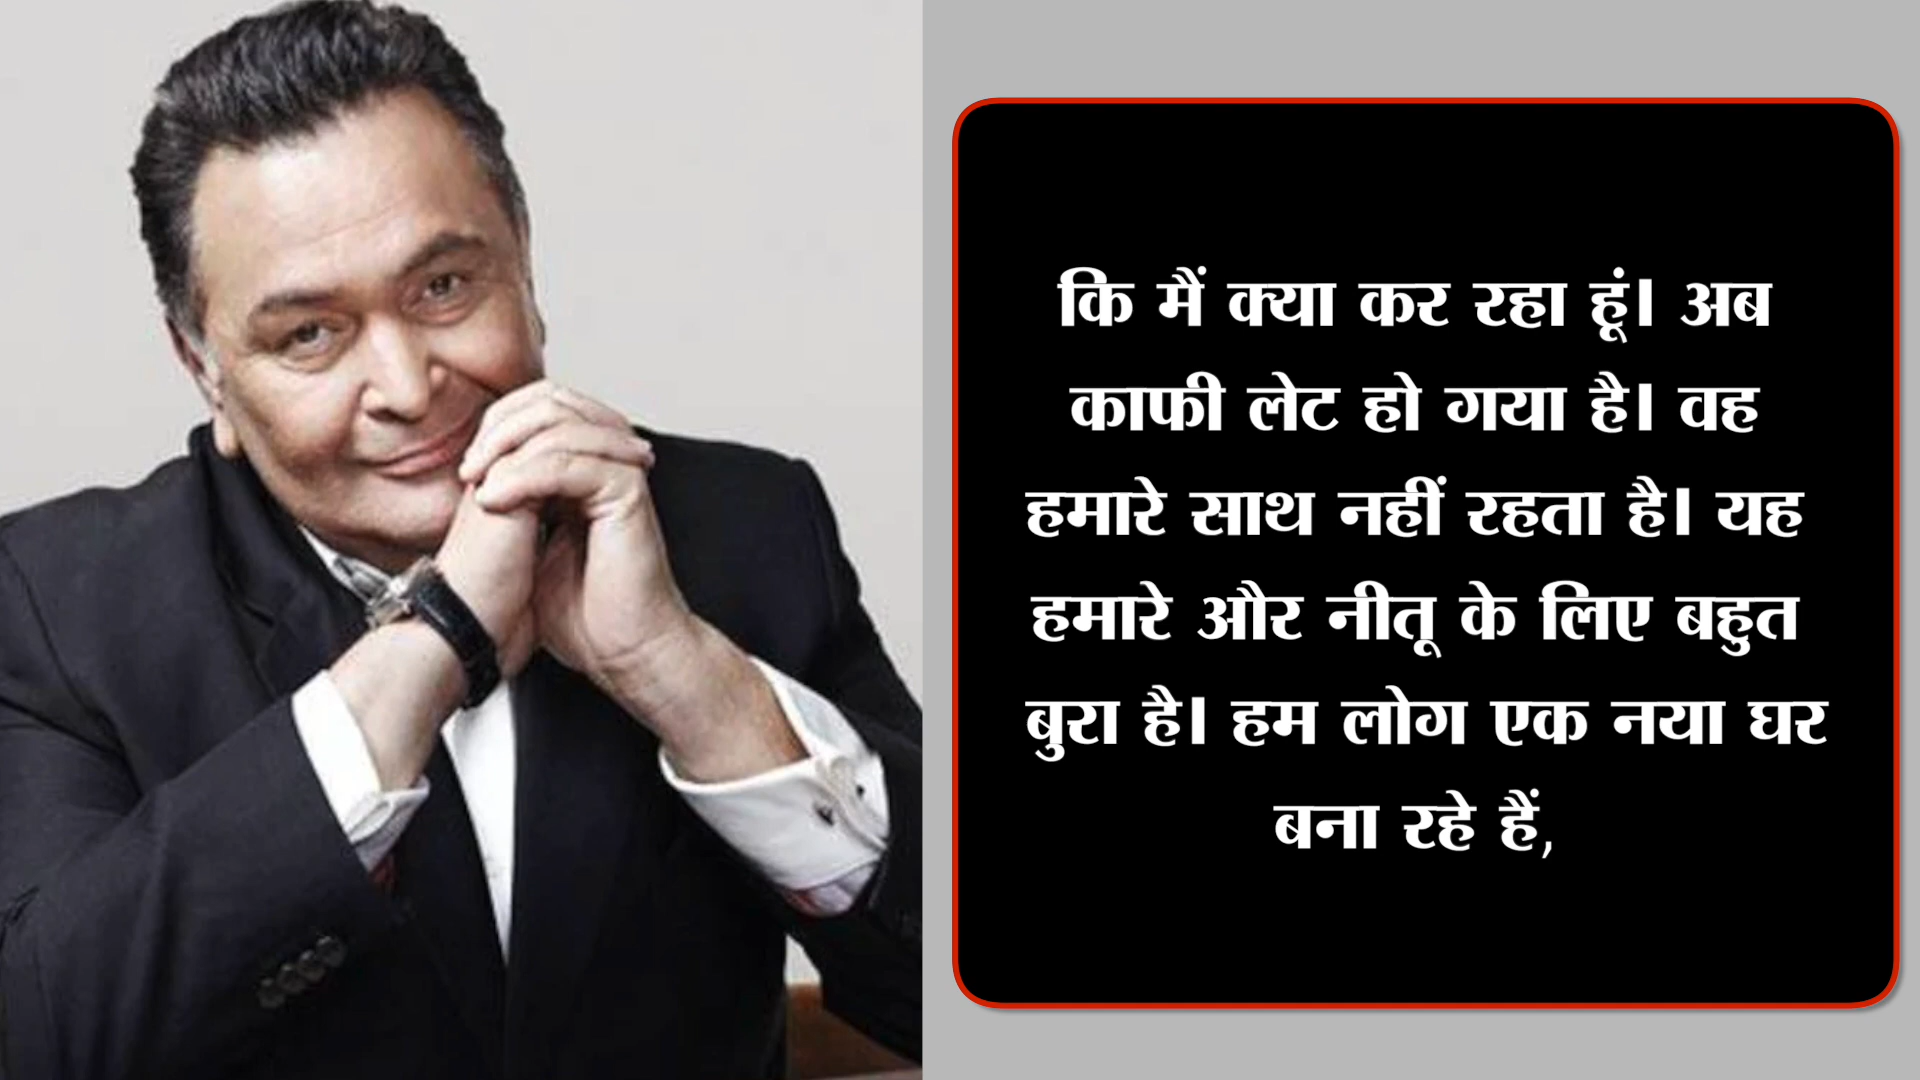 कि मैं क्या कर रहा हूं। अब
काफी लेट हो गया है। वह
हमारे साथ नहीं रहता है। यह
हमारे और नीतू के लिए बहुत
बुरा है। हम लोग एक नया घर
बना रहे हैं,